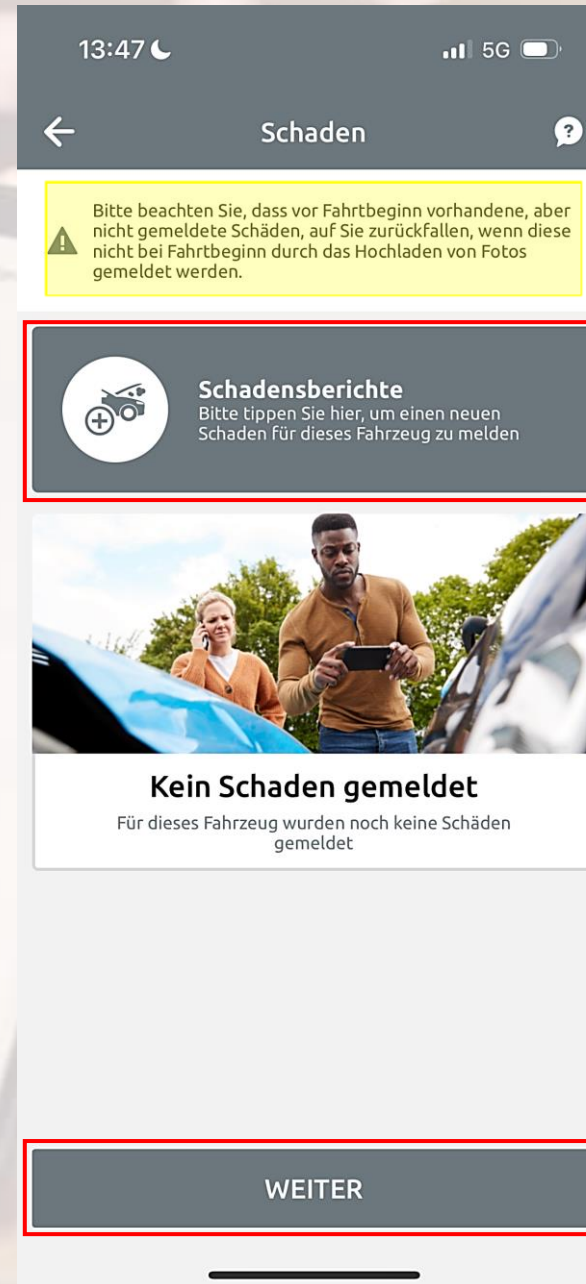 13:47
5G
Schaden
?
Bitte beachten Sie, dass vor Fahrtbeginn vorhandene, aber
nicht gemeldete Schäden, auf Sie zurückfallen, wenn diese
nicht bei Fahrtbeginn durch das Hochladen von Fotos
gemeldet werden.
Schadensberichte
Bitte tippen Sie hier, um einen neuen
Schaden für dieses Fahrzeug zu melden
Kein Schaden gemeldet
Für dieses Fahrzeug wurden noch keine Schäden
gemeldet
WEITER